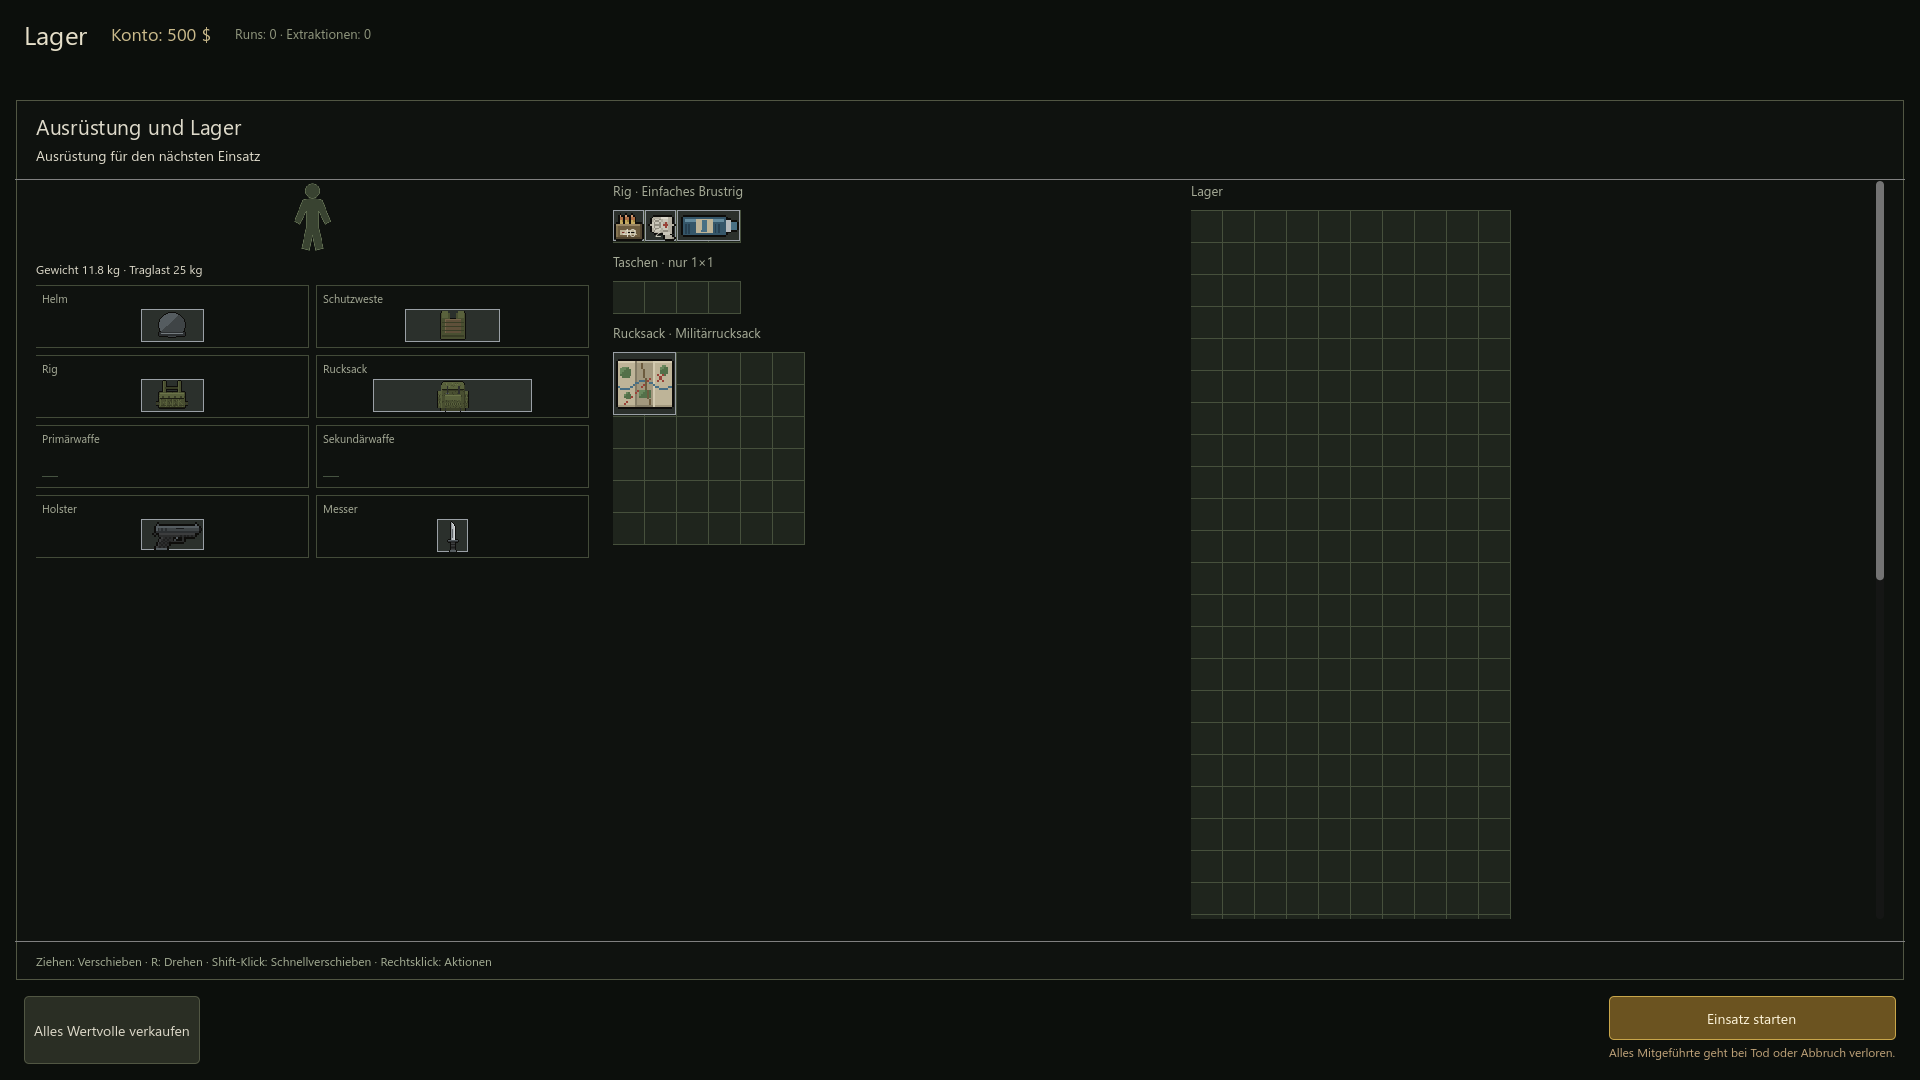 Lager
Konto: 500 $
Runs: 0 · Extraktionen: 0
Ausrüstung und Lager
Ausrüstung für den nächsten Einsatz
Gewicht 11.8 kg · Traglast 25 kg
Helm
Schutzweste
Rig
Rucksack
Primärwaffe
—
Sekundärwaffe
—
Holster
Messer
Rig · Einfaches Brustrig
Taschen · nur 1×1
Rucksack · Militärrucksack
Lager
Ziehen: Verschieben · R: Drehen · Shift-Klick: Schnellverschieben · Rechtsklick: Aktionen
Alles Wertvolle verkaufen
Einsatz starten
Alles Mitgeführte geht bei Tod oder Abbruch verloren.